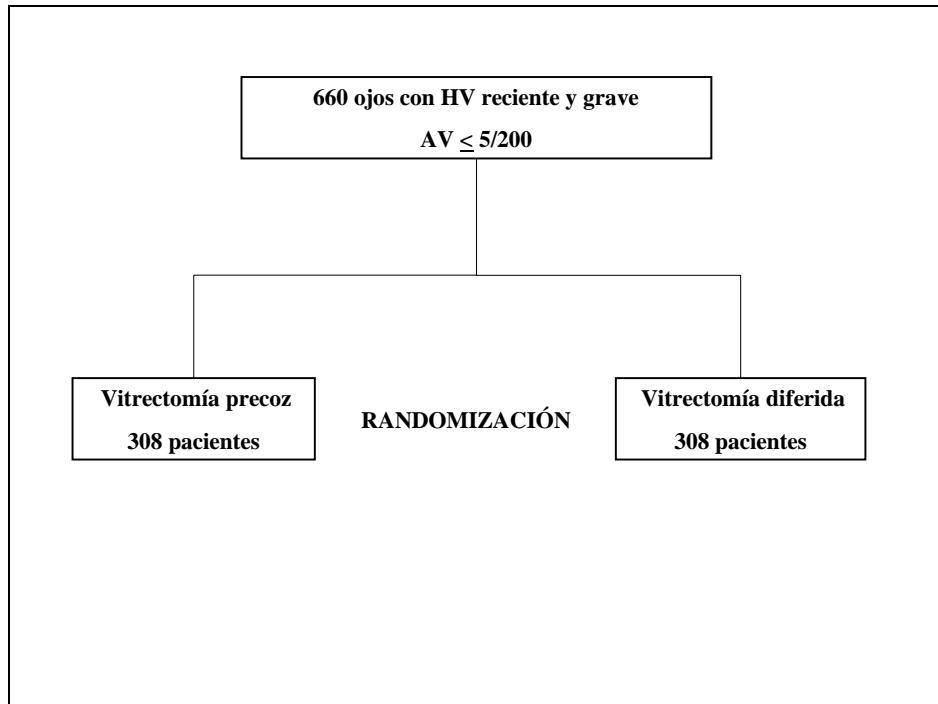 660 ojos con HV reciente y grave
AV ≤ 5/200
Vitrectomía precoz
308 pacientes
RANDOMIZACIÓN
Vitrectomía diferida
308 pacientes